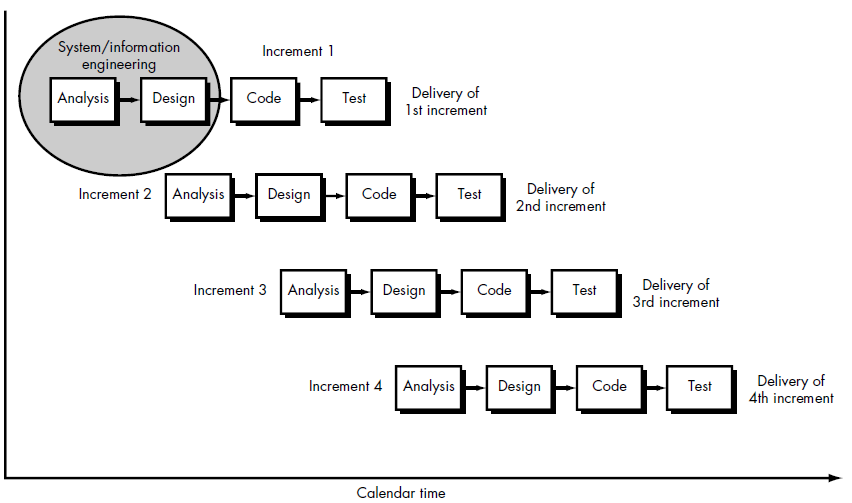 System/information
engineering
Increment 1
Analysis
Design
Code
Test
Delivery of
1st increment
Increment 2
Analysis
Design
Code
Test
Delivery of
2nd increment
Increment 3
Analysis
Design
Code
Test
Delivery of
3rd increment
Increment 4
Analysis
Design
Code
Test
Delivery of
4th increment
Calendar time